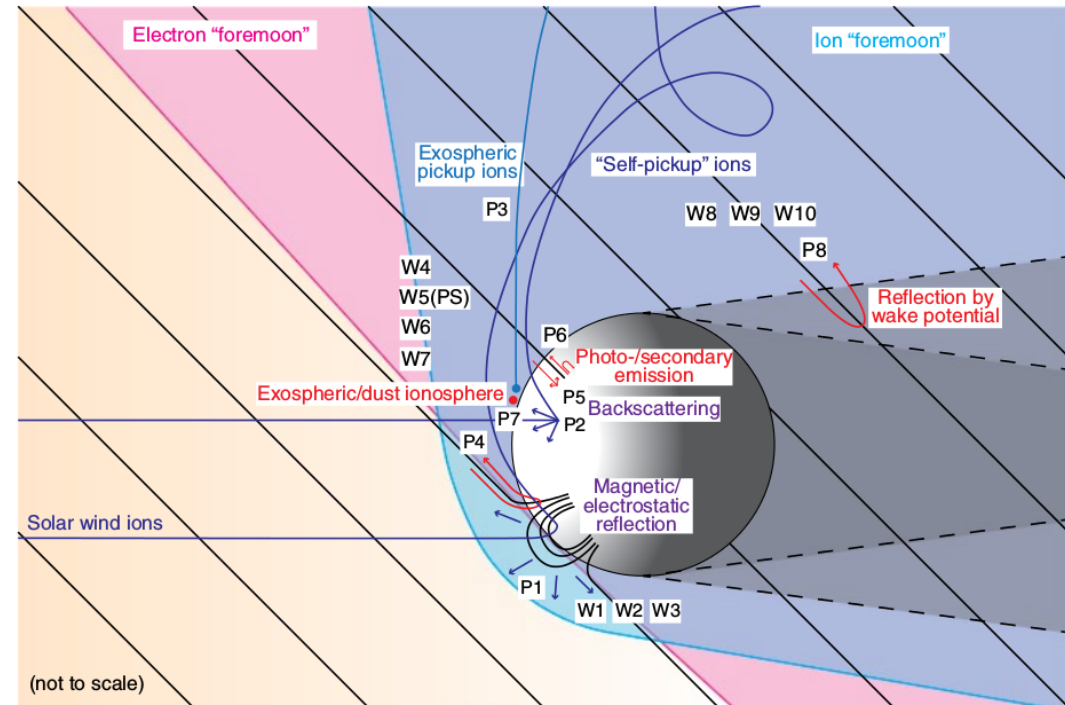 Electron “foremoon”
Ion “foremoon”
Exospheric
pickup ions
“Self-pickup” ions
P3
W8 W9 W10
P8
W4
W5(PS)
W6
W7
Reflection by
wake potential
P6
Photo-/secondary
emission
Exospheric/dust ionosphere
P5
Backscattering
P7
P2
P4
Magnetic/
electrostatic
reflection
Solar wind ions
P1
W1 W2 W3
(not to scale)